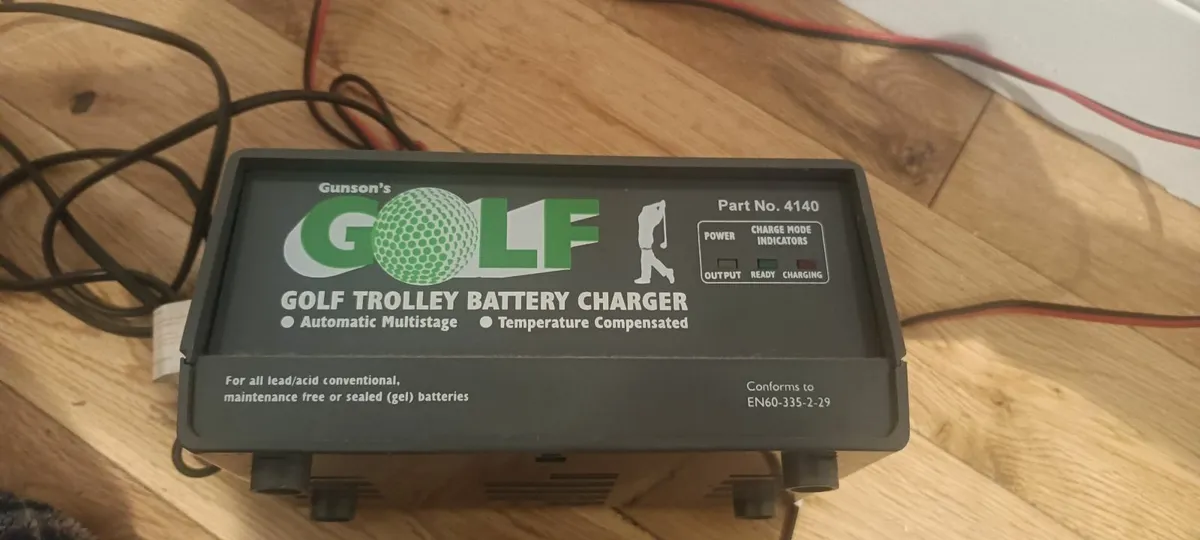 Gunson's
GOLF
GOLF TROLLEY BATTERY CHARGER
Automatic Multistage Temperature Compensated
Part No. 4140
POWER CHARGE MODE
INDICATORS
OUTPUT READY CHARGING
For all lead/acid conventional,
maintenance free or sealed (gel) batteries
Conforms to
EN60-335-2-29